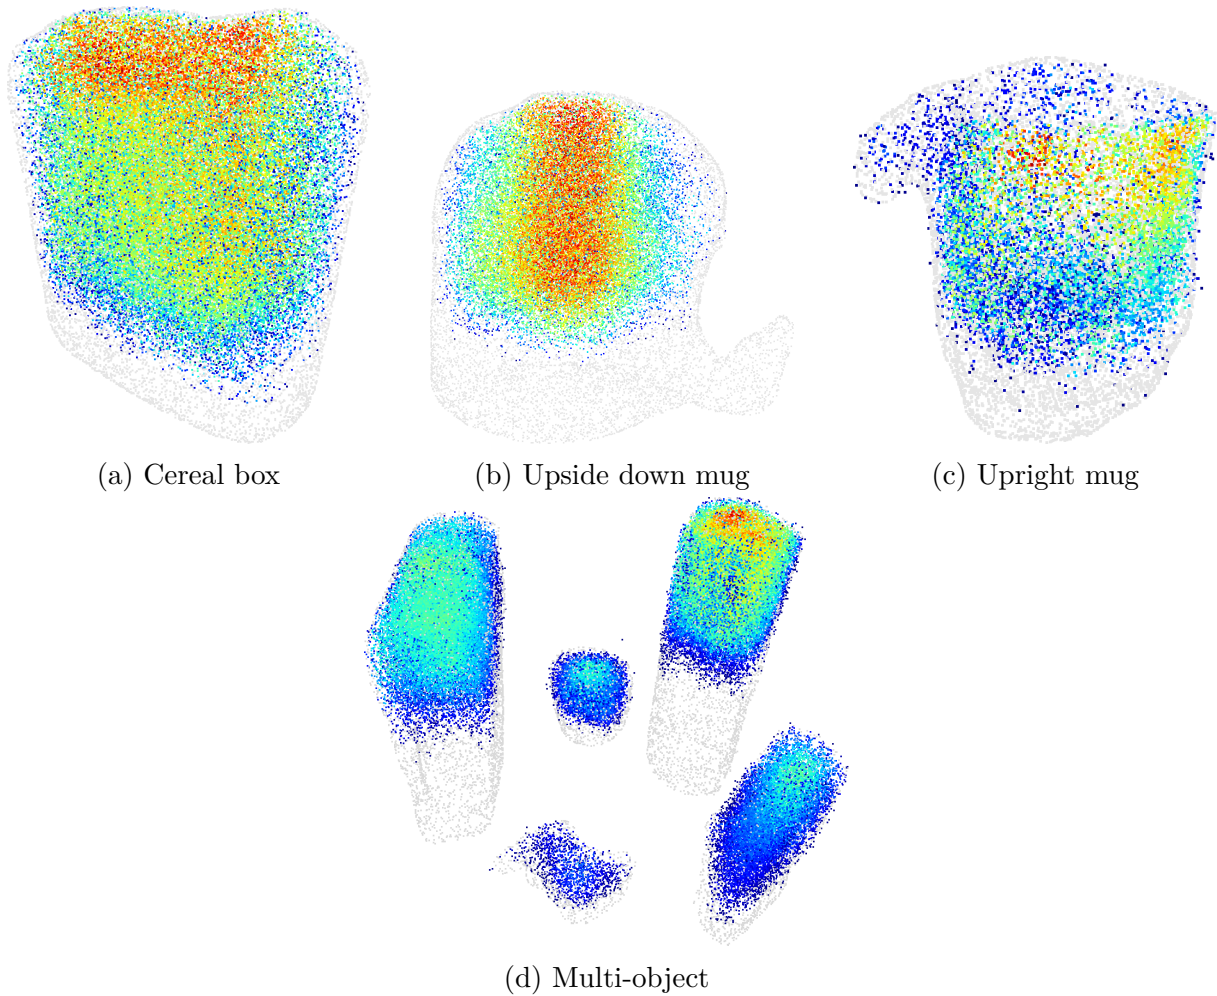 (a) Cereal box
(b) Upside down mug
(c) Upright mug
(d) Multi-object